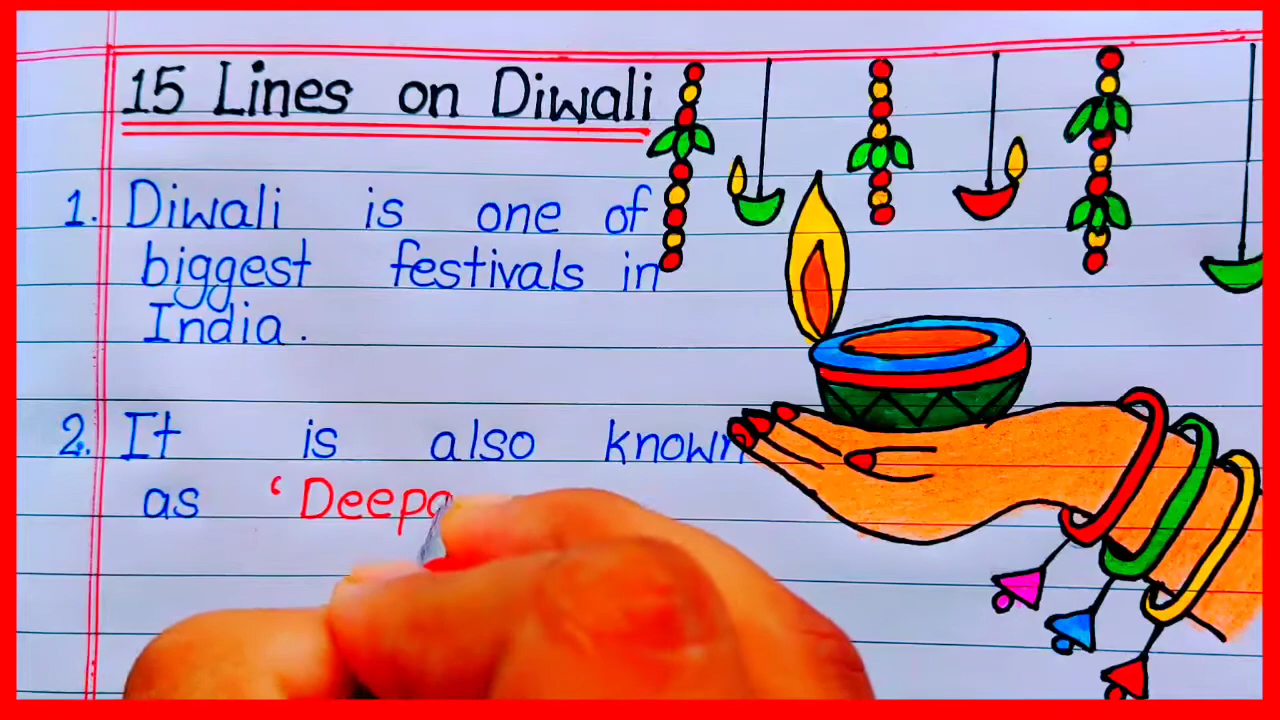 15 Lines on Diwali
1. Diwali is one of
biggest festivals in
India.
2. It is also known
as ‘Deepa